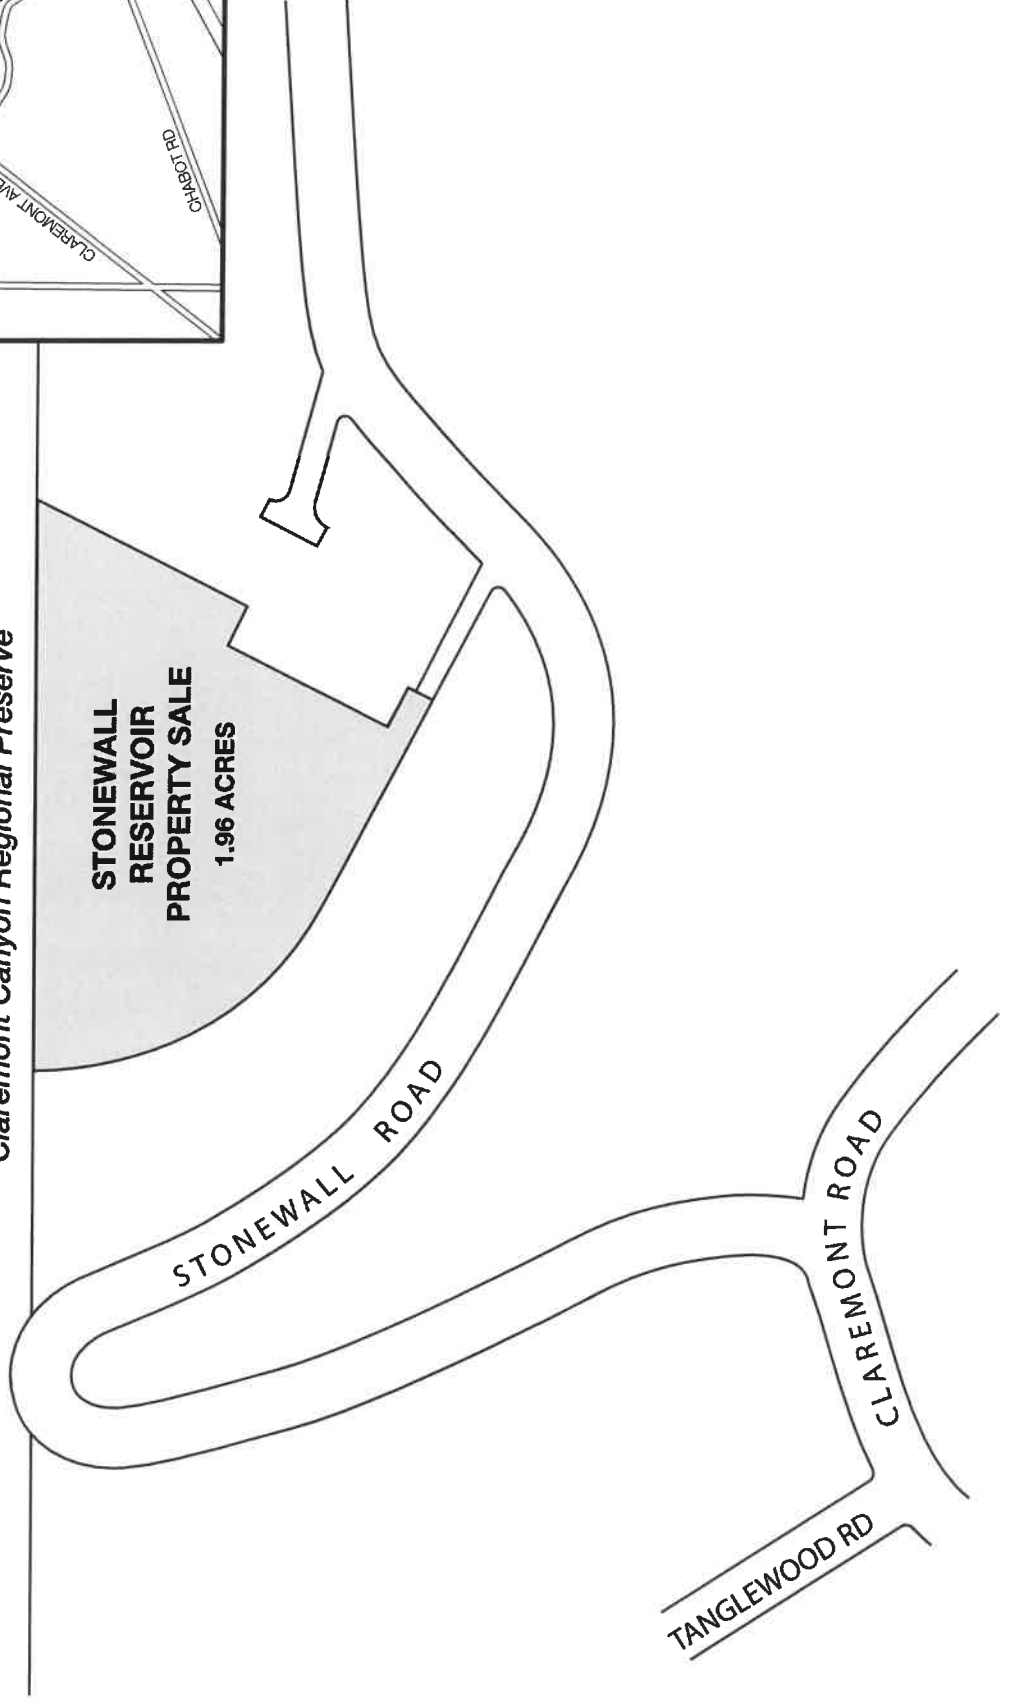 Claremont Canyon Regional Preserve
STONEWALL
RESERVOIR
PROPERTY SALE
1.96 ACRES
STONEWALL ROAD
CLAREMONT ROAD
TANGLEWOOD RD
CLAREMONT AVE
CHABOT RD